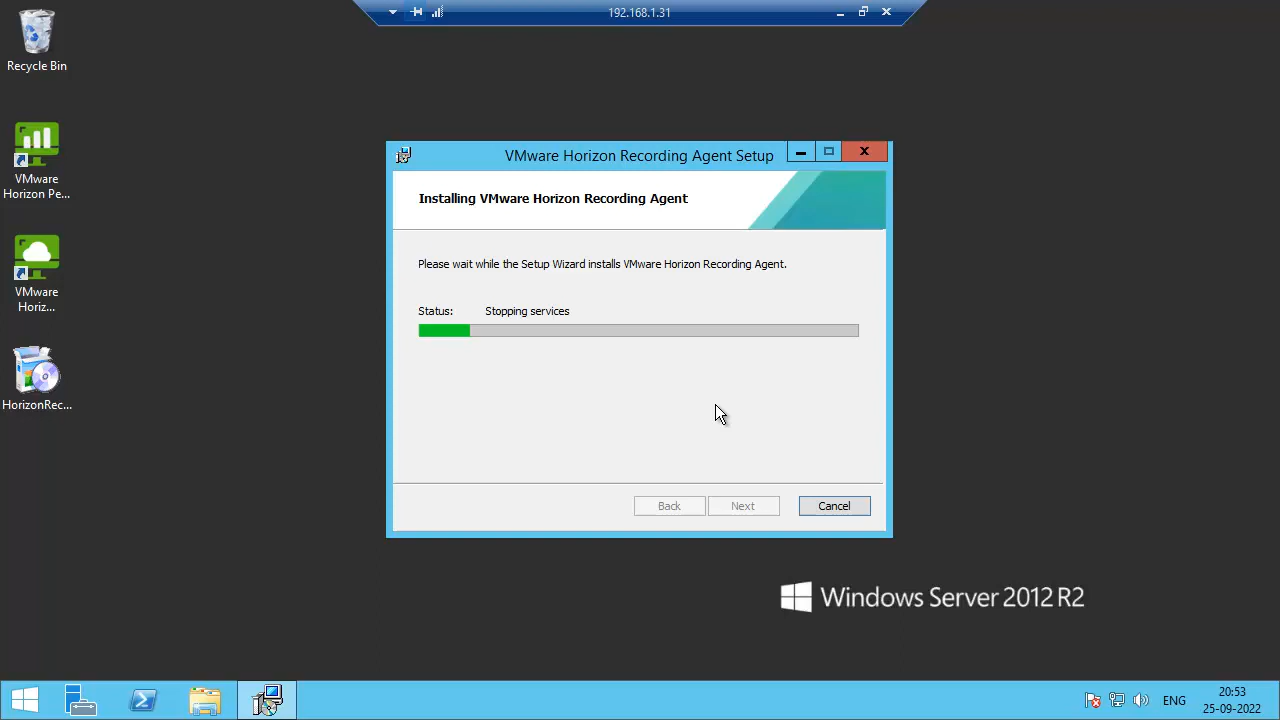 192.168.1.31
Recycle Bin
VMware
Horizon Pe...
VMware
Horiz...
HorizonRec...
VMware Horizon Recording Agent Setup
Installing VMware Horizon Recording Agent
Please wait while the Setup Wizard installs VMware Horizon Recording Agent.
Status: Stopping services
Back Next Cancel
Windows Server 2012 R2
ENG
20:53
25-09-2022